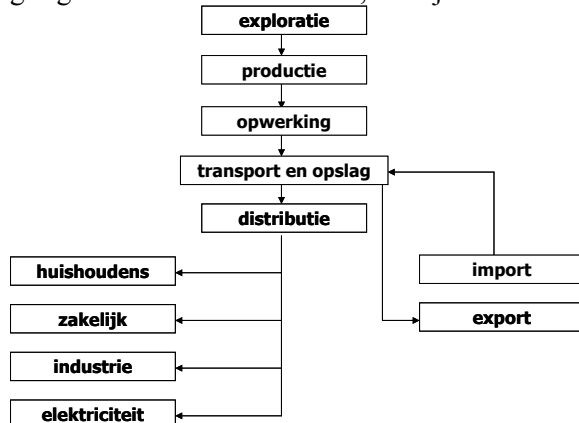 exploratie
productie
opwerking
transport en opslag
distributie
huishoudens
import
zakelijk
export
industrie
elektriciteit